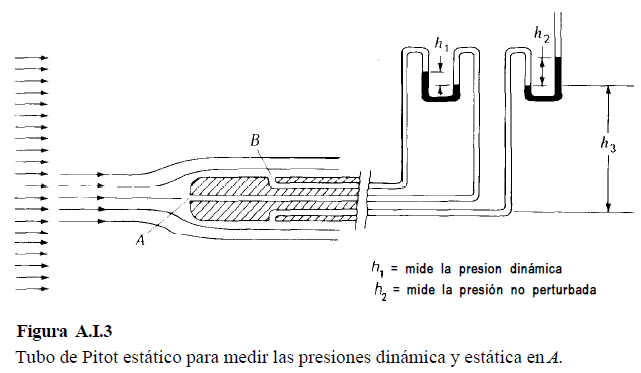 h₂
h₁
h₃
B
A
h₁ = mide la presion dinámica
h₂ = mide la presión no perturbada
Figura A.I.3
Tubo de Pitot estático para medir las presiones dinámica y estática en A.